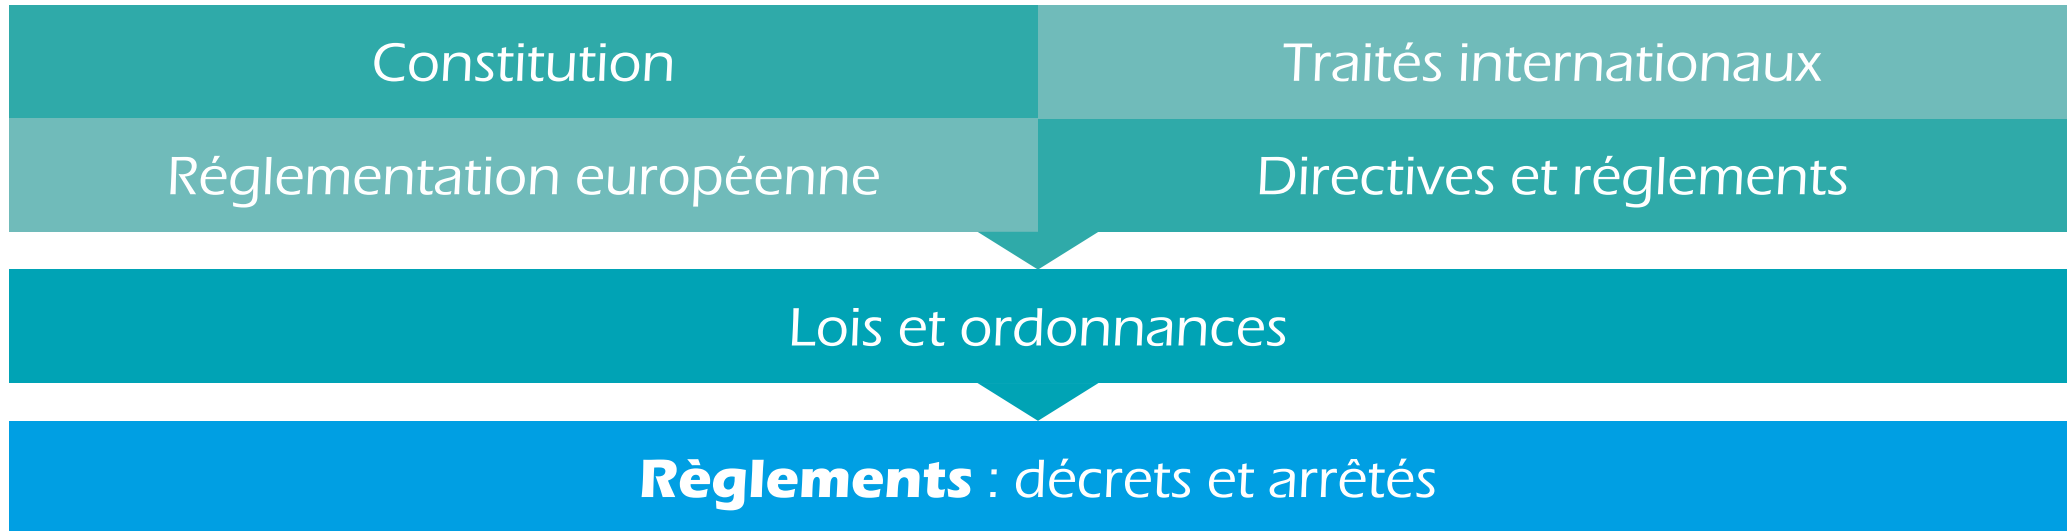 Constitution
Traités internationaux
Réglementation européenne
Directives et réglements
Lois et ordonnances
Règlements : décrets et arrêtés